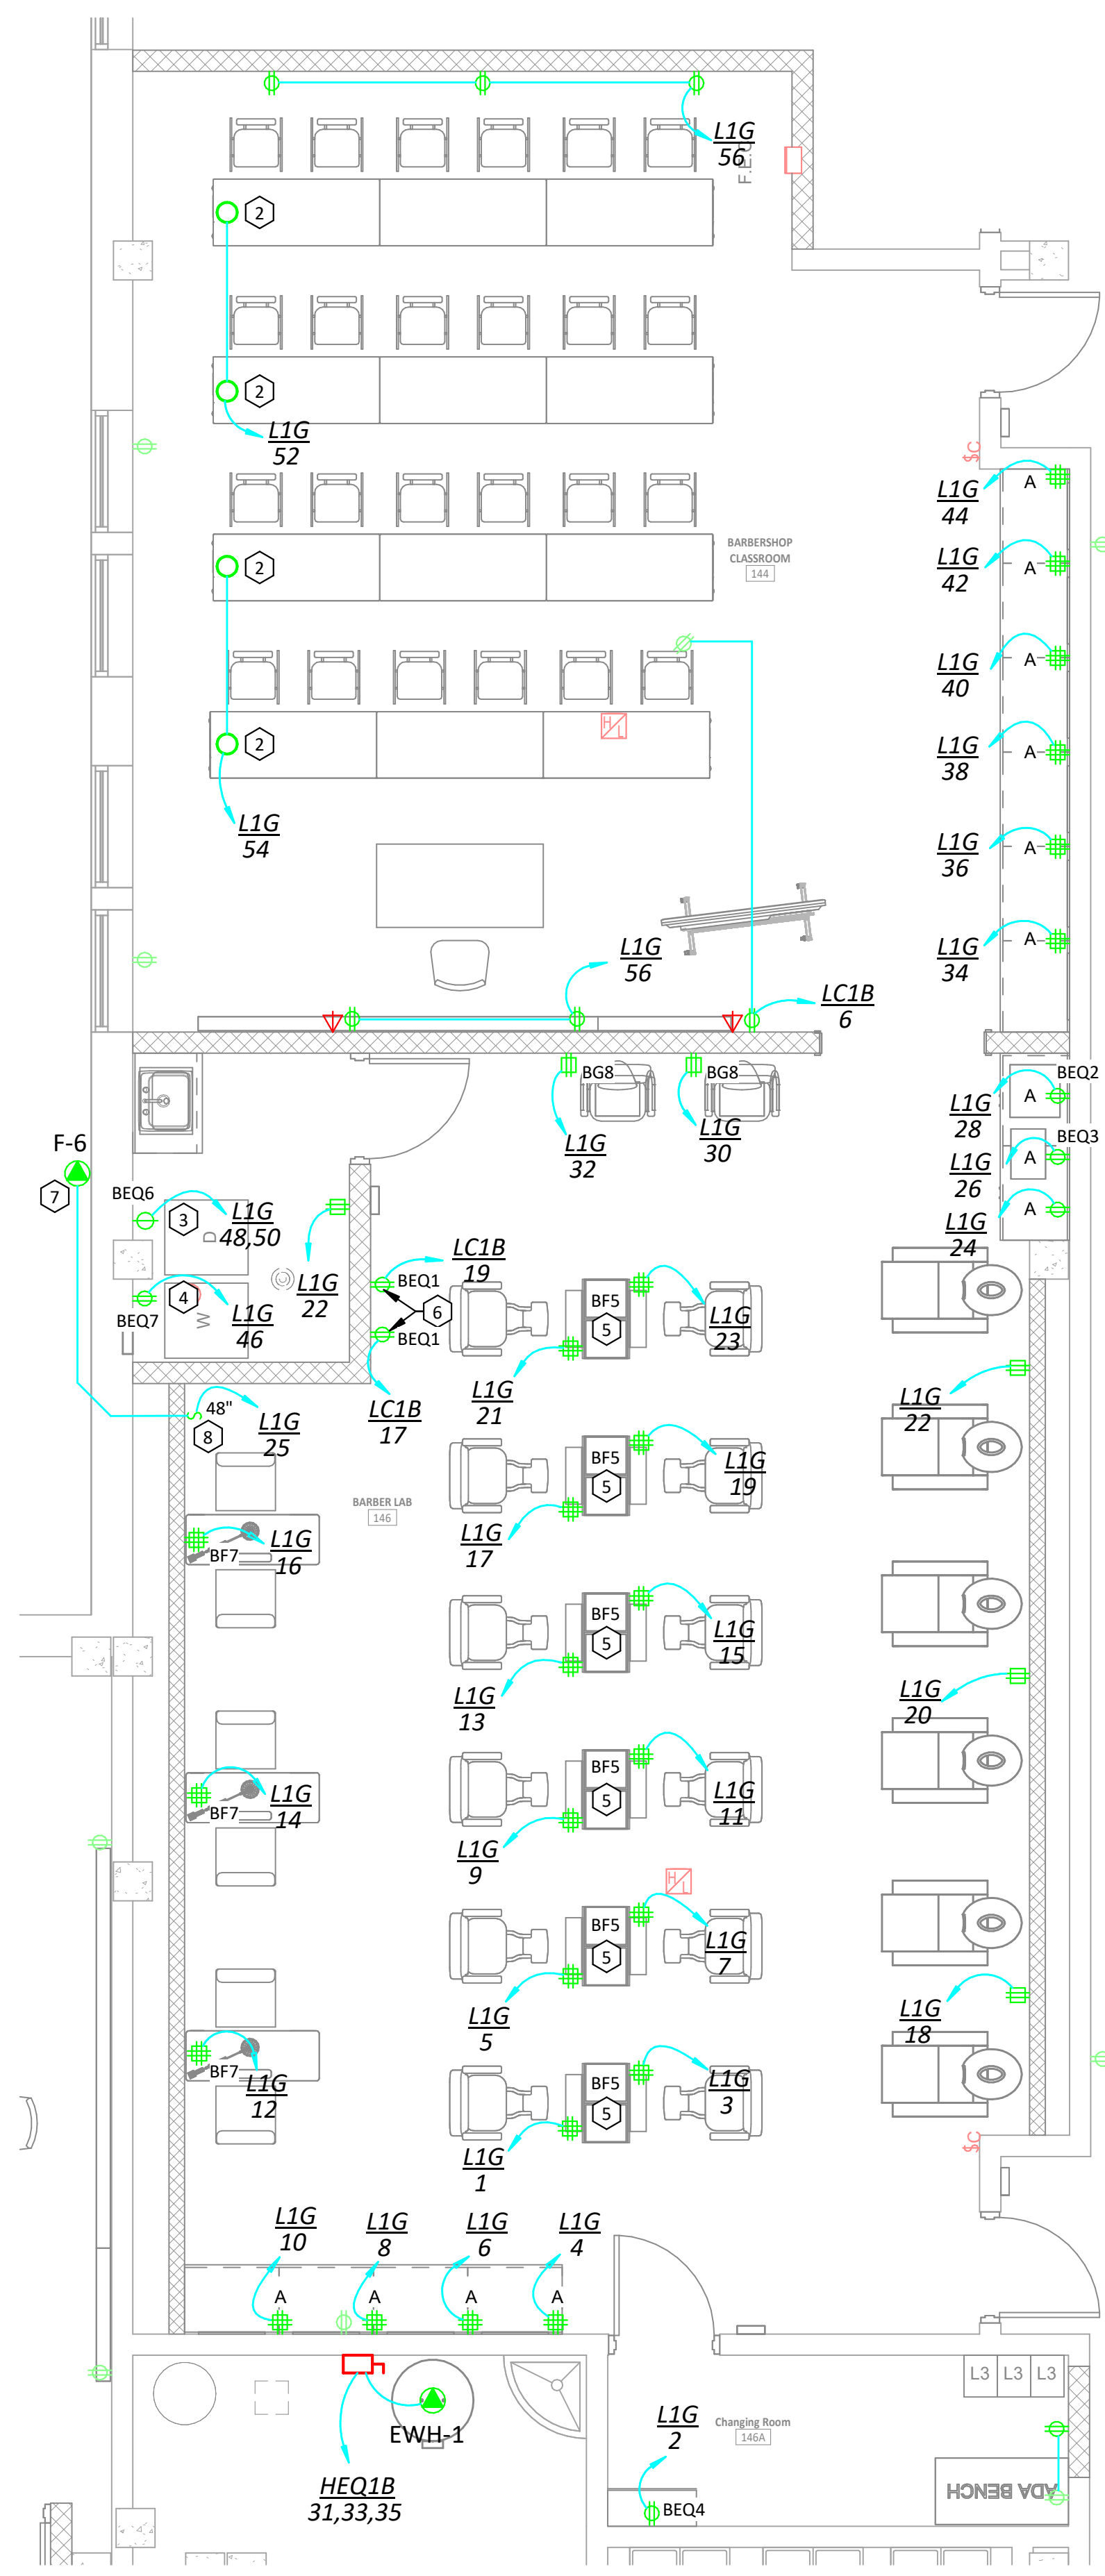 L1G
56
F.E.C
2
2
L1G
52
$C
A
L1G
44
BARBERSHOP
CLASSROOM
144
2
A
L1G
42
A
L1G
40
H
L
2
A
L1G
38
L1G
54
A
L1G
36
A
L1G
34
L1G
56
LC1B
6
BG8
BG8
BEQ2
A
L1G
28
L1G
32
L1G
30
F-6
7
BEQ3
A
L1G
26
BEQ6
3
D
L1G
48,50
A
L1G
24
LC1B
19
L1G
22
BEQ1
6
BEQ1
4
W
BEQ7
L1G
46
BF5
5
L1G
23
L1G
21
LC1B
17
48"
8
L1G
25
L1G
22
BF5
5
L1G
19
BARBER LAB
146
L1G
17
L1G
16
BF7
BF5
5
L1G
15
L1G
13
L1G
20
BF5
5
L1G
11
L1G
14
BF7
L1G
9
H
L
BF5
5
L1G
7
L1G
5
L1G
18
BF7
L1G
12
BF5
5
L1G
3
$C
L1G
1
L1G
10
L1G
8
L1G
6
L1G
4
A
A
A
A
L3
L3
L3
EWH-1
L1G
2
Changing Room
146A
HEQ1B
31,33,35
BEQ4
ADA BENCH